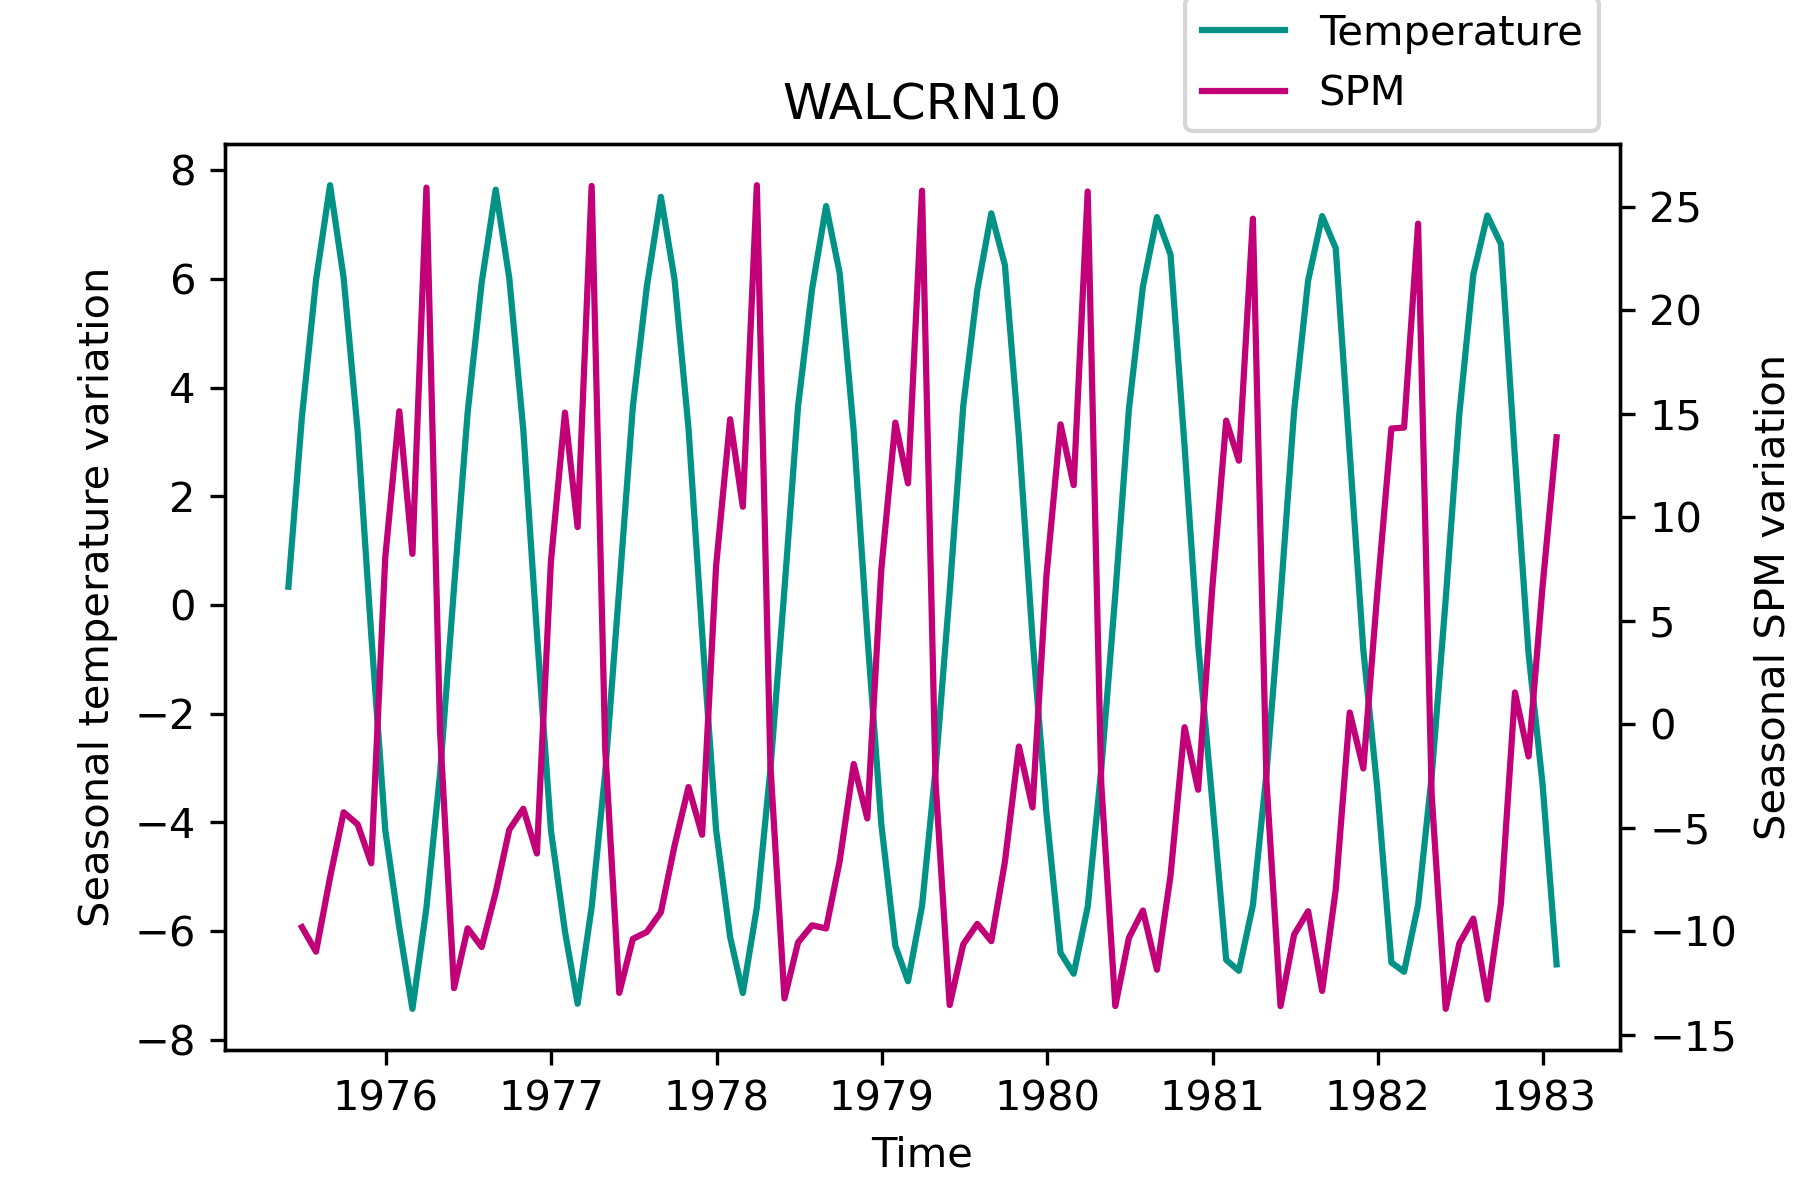 Temperature
SPM
WALCRN10
Seasonal temperature variation
8
6
4
2
0
−2
−4
−6
−8
25
20
15
10
5
0
−5
−10
−15
Seasonal SPM variation
1976 1977 1978 1979 1980 1981 1982 1983
Time